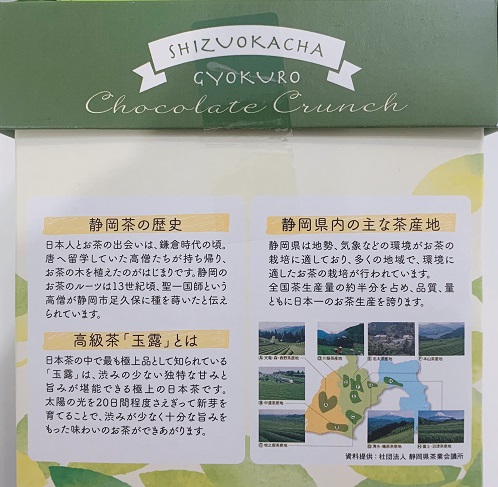 SHIZUOKACHA
GYOKURO
Chocolate Crunch
静岡茶の歴史
日本人とお茶の出会いは、鎌倉時代の頃。
唐へ留学していた高僧たちが持ち帰り、
お茶の木を植えたのがはじまりです。静岡の
お茶のルーツは13世紀頃、聖一国師という
高僧が静岡市足久保に種を蒔いたと伝え
られています。
高級茶「玉露」とは
日本茶の中で最も極上品として知られている
「玉露」は、渋みの少ない独特な甘みと
旨みが堪能できる極上の日本茶です。
太陽の光を20日間程度さえぎって新芽を
育てることで、渋みが少なく十分な旨みを
もった味わいのお茶ができあがります。
静岡県内の主な茶産地
静岡県は地勢、気象などの環境がお茶の
栽培に適しており、多くの地域で、環境に
適したお茶の栽培が行われています。
全国茶生産量の約半分を占め、品質、量
ともに日本一のお茶生産を誇ります。
資料提供：社団法人 静岡県茶業会議所